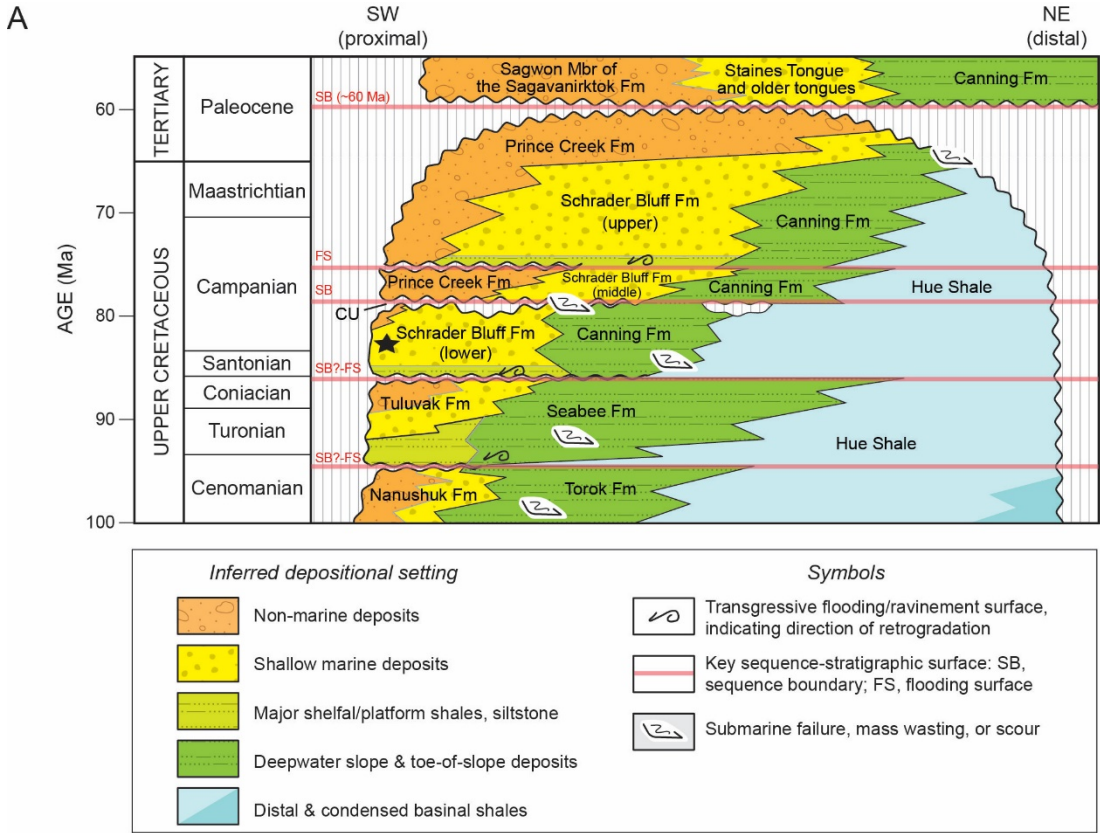 A
SW
(proximal)
NE
(distal)
AGE (Ma)
60
70
80
90
100
TERTIARY
UPPER CRETACEOUS
Paleocene
Maastrichtian
Campanian
Santonian
Coniacian
Turonian
Cenomanian
SB (~60 Ma)
FS
SB
CU
SB?-FS
SB?-FS
Sagwon Mbr of
the Sagavanirktok Fm
Staines Tongue
and older tongues
Canning Fm
Prince Creek Fm
Schrader Bluff Fm
(upper)
Canning Fm
Prince Creek Fm
Schrader Bluff Fm
(middle)
Canning Fm
Hue Shale
Schrader Bluff Fm
(lower)
Canning Fm
Tuluvak Fm
Seabee Fm
Hue Shale
Nanushuk Fm
Torok Fm
Inferred depositional setting
Non-marine deposits
Shallow marine deposits
Major shelfal/platform shales, siltstone
Deepwater slope & toe-of-slope deposits
Distal & condensed basinal shales
Symbols
Transgressive flooding/ravinement surface,
indicating direction of retrogradation
Key sequence-stratigraphic surface: SB,
sequence boundary; FS, flooding surface
Submarine failure, mass wasting, or scour